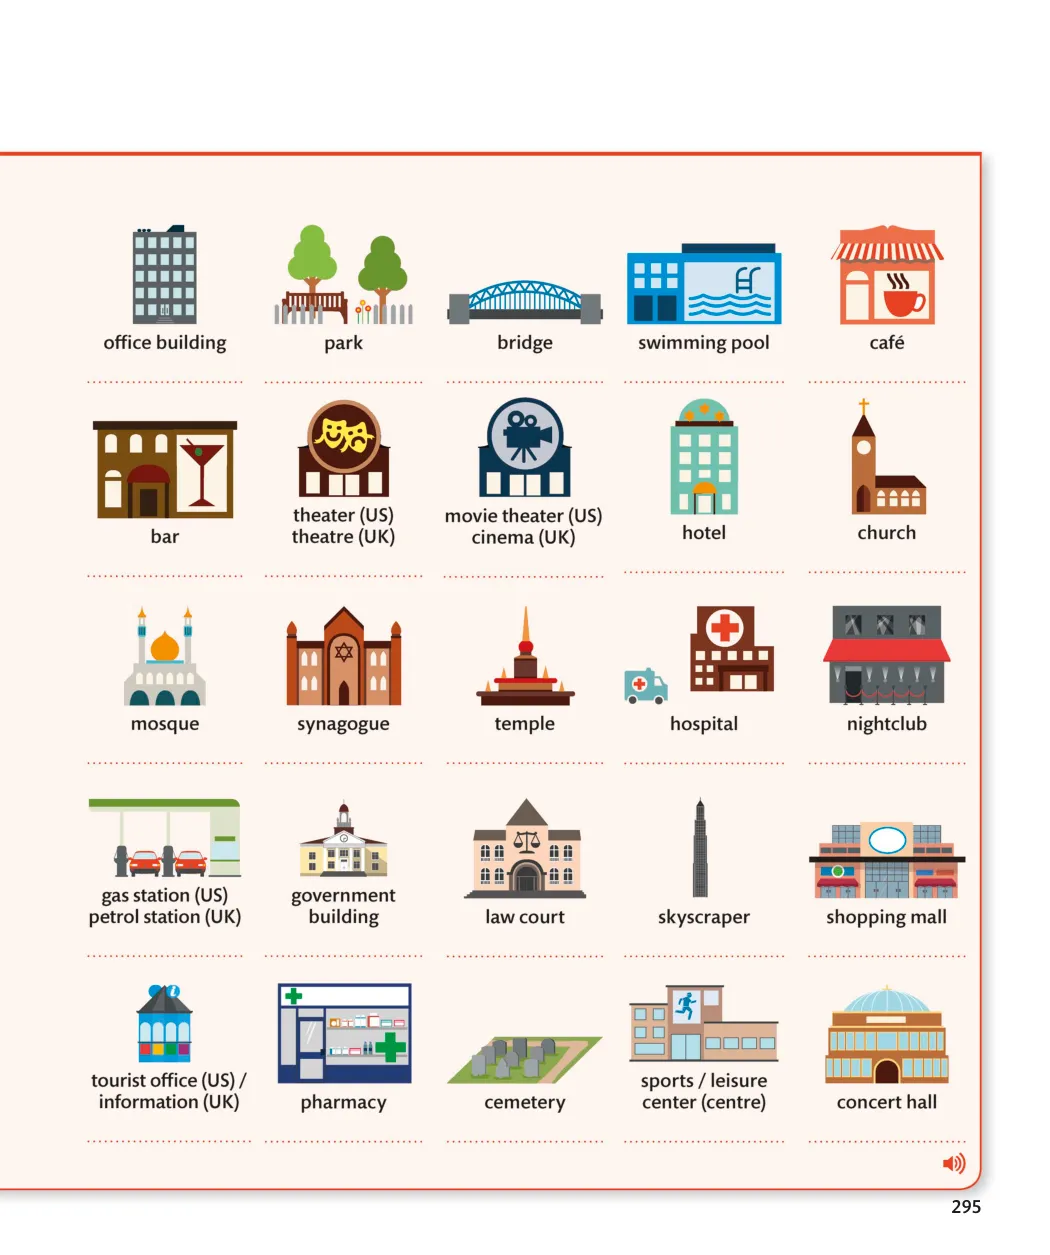 office building
park
bridge
swimming pool
café
bar
theater (US)
theatre (UK)
movie theater (US)
cinema (UK)
hotel
church
mosque
synagogue
temple
hospital
nightclub
gas station (US)
petrol station (UK)
government
building
law court
skyscraper
shopping mall
tourist office (US) /
information (UK)
pharmacy
cemetery
sports / leisure
center (centre)
concert hall
295